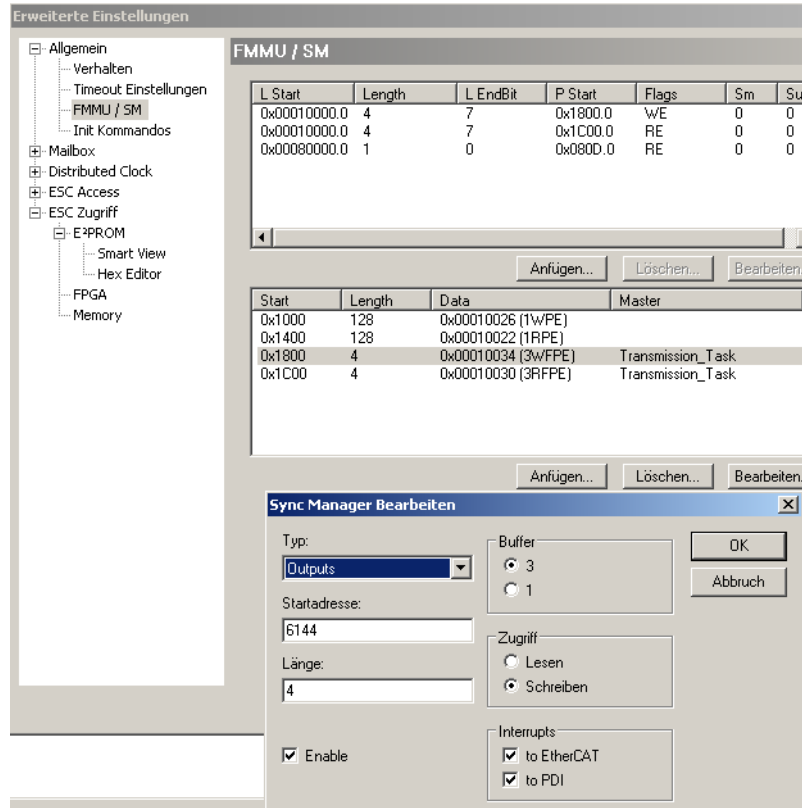 Erweiterte Einstellungen
Allgemein
Verhalten
Timeout Einstellungen
FMMU / SM
Init Kommandos
Mailbox
Distributed Clock
ESC Access
ESC Zugriff
E²PROM
Smart View
Hex Editor
FPGA
Memory
FMMU / SM
L Start Length L EndBit P Start Flags Sm Su
0x00010000.0 4 7 0x1800.0 WE 0 0
0x00010000.0 4 7 0x1C00.0 RE 0 0
0x00080000.0 1 0 0x080D.0 RE 0 0
Anfügen... Löschen... Bearbeiten
Start Length Data Master
0x1000 128 0x00010026 (1WPE)
0x1400 128 0x00010022 (1RPE)
0x1800 4 0x00010034 (3WFPE) Transmission_Task
0x1C00 4 0x00010030 (3RFPE) Transmission_Task
Anfügen... Löschen... Bearbeiten.
Sync Manager Bearbeiten
Typ:
Outputs
Startadresse:
6144
Länge:
4
Enable
Buffer
3
1
Zugriff
Lesen
Schreiben
Interrupts
to EtherCAT
to PDI
OK
Abbruch